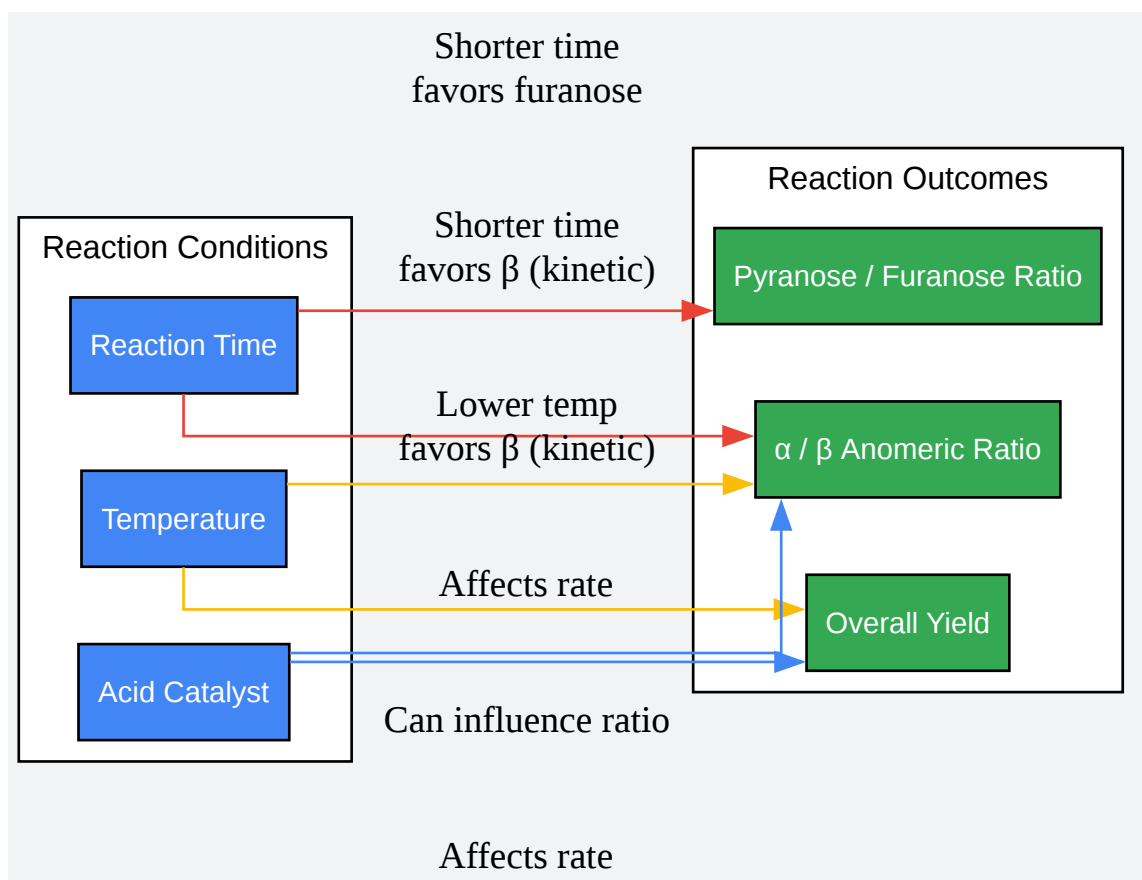 Shorter time
favors furanose
Reaction Outcomes
Pyranose / Furanose Ratio
Shorter time
favors β (kinetic)
Reaction Conditions
Reaction Time
Lower temp
favors β (kinetic)
α / β Anomeric Ratio
Temperature
Affects rate
Overall Yield
Acid Catalyst
Can influence ratio
Affects rate